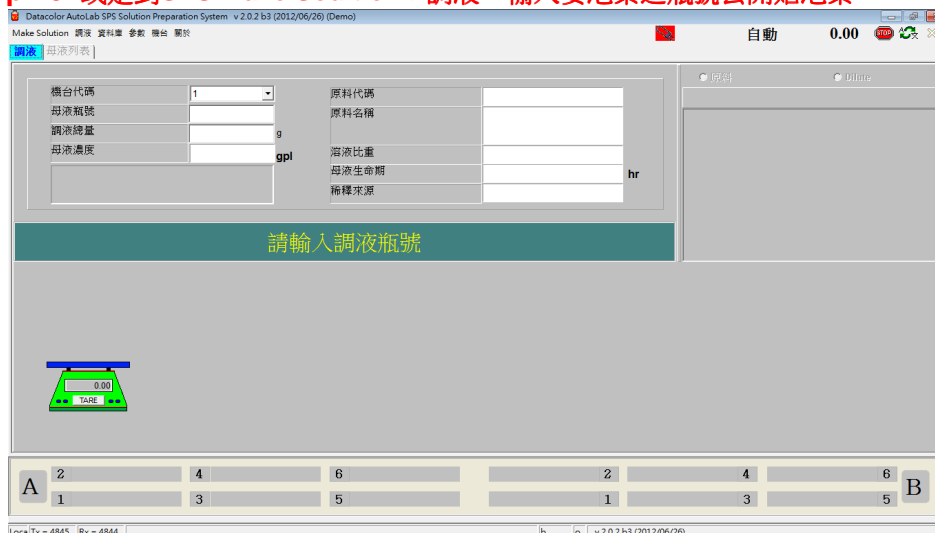 Datacolor AutoLab SPS Solution Preparation System v 2.0.2 b3 (2012/06/26) (Demo)
Make Solution 調液 資料庫 參數 機台 關於
自動 0.00 STOP
調液 母液列表
原料 Dilute
機台代碼 1 原料代碼
母液瓶號 原料名稱
調液總量 g
母液濃度 gpl 溶液比重
母液生命期 hr
稀釋來源
請輸入調液瓶號
0.00
TARE
A 2 4 6 2 4 6 B
1 3 5 1 3 5
Tx = 4845 Rx = 4844 v 2.0.2 b3 (2012/06/26)